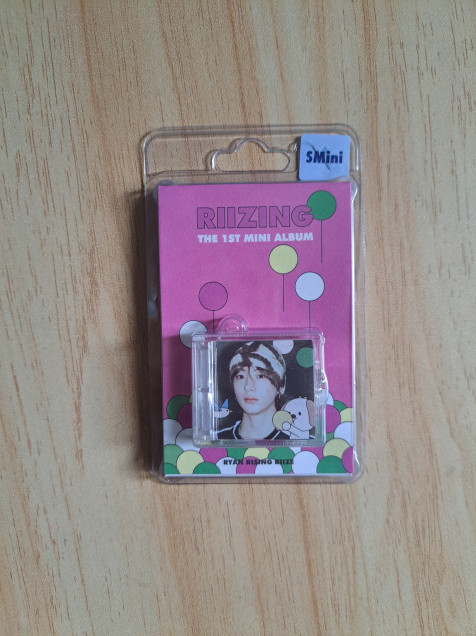 SMini
RIIZING
THE 1ST MINI ALBUM
RYAN RISING RIIZE